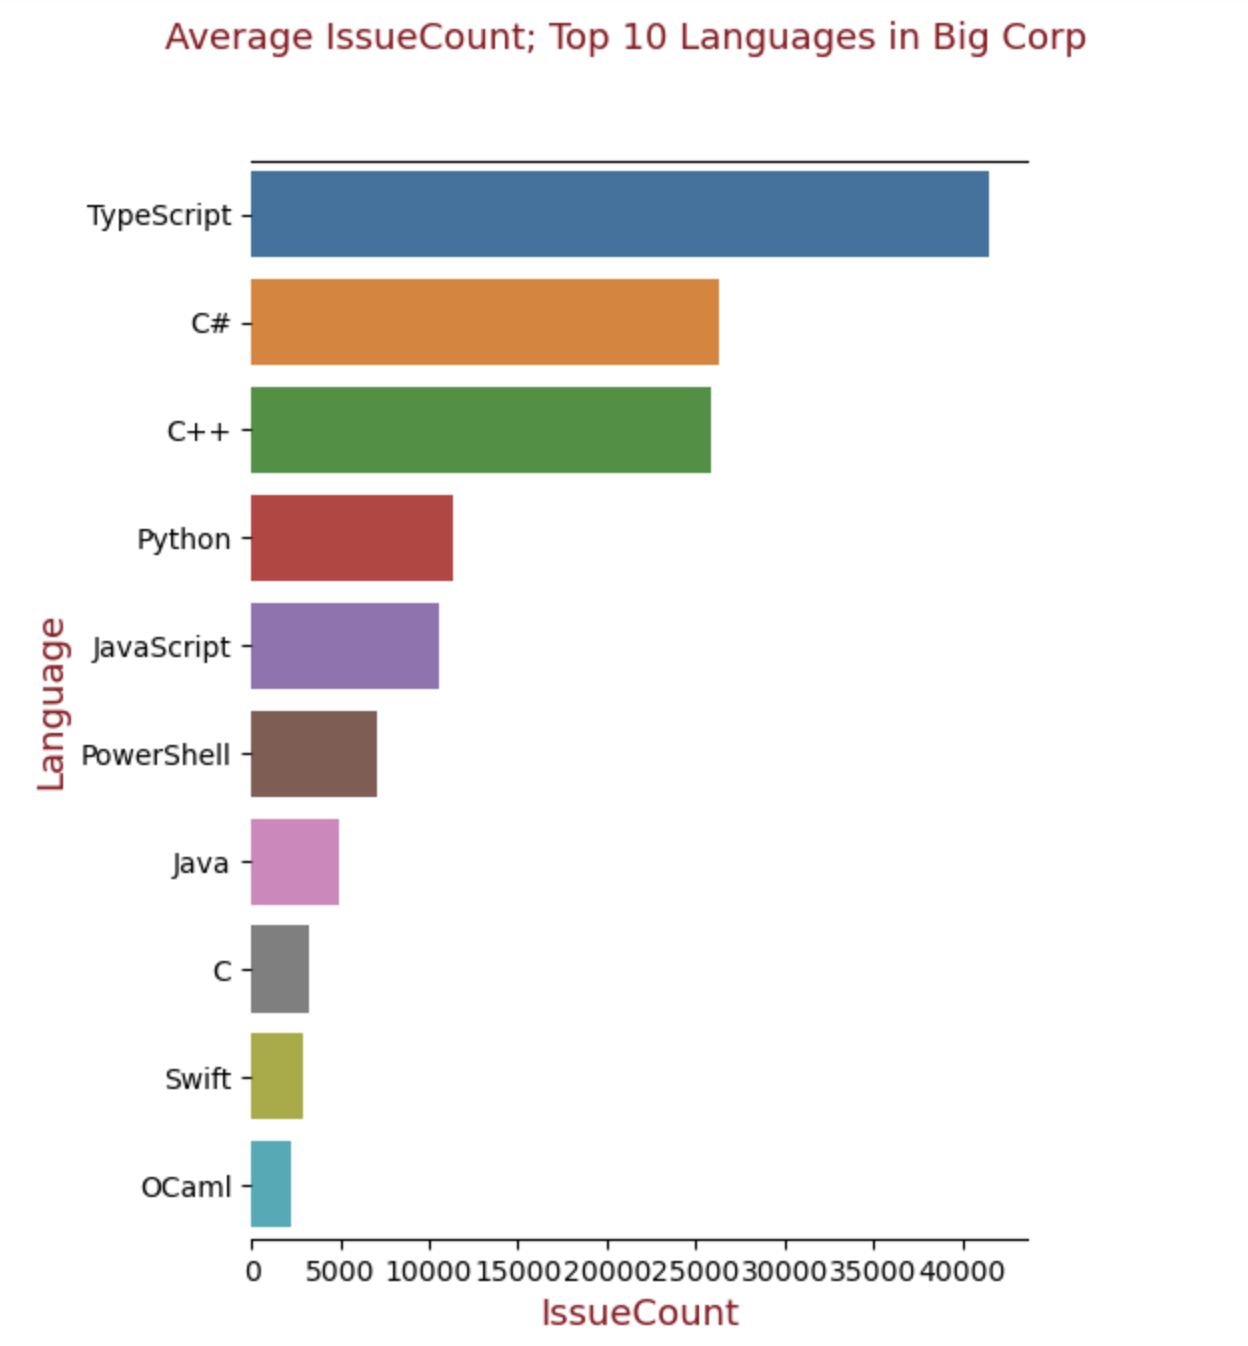 Average IssueCount; Top 10 Languages in Big Corp
TypeScript
C#
C++
Python
JavaScript
PowerShell
Java
C
Swift
OCaml
Language
0 5000 10000 15000 20000 25000 30000 35000 40000
IssueCount